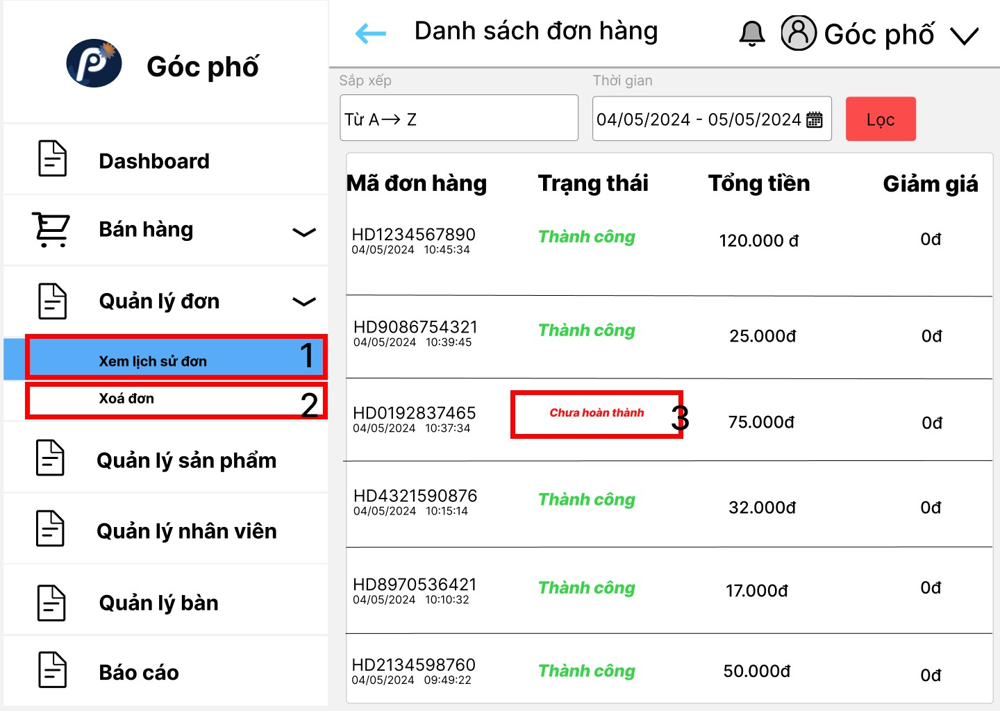 Góc phố
Dashboard
Bán hàng
Quản lý đơn
Xem lịch sử đơn 1
Xoá đơn 2
Quản lý sản phẩm
Quản lý nhân viên
Quản lý bàn
Báo cáo
Danh sách đơn hàng
Góc phố
Sắp xếp
Thời gian
Từ A→ Z
04/05/2024 - 05/05/2024
Lọc
Mã đơn hàng Trạng thái Tổng tiền Giảm giá
HD1234567890 Thành công 120.000 đ 0đ
04/05/2024 10:45:34
HD9086754321 Thành công 25.000đ 0đ
04/05/2024 10:39:45
HD0192837465 Chưa hoàn thành 3 75.000đ 0đ
04/05/2024 10:37:34
HD4321590876 Thành công 32.000đ 0đ
04/05/2024 10:15:14
HD8970536421 Thành công 17.000đ 0đ
04/05/2024 10:10:32
HD2134598760 Thành công 50.000đ 0đ
04/05/2024 09:49:22